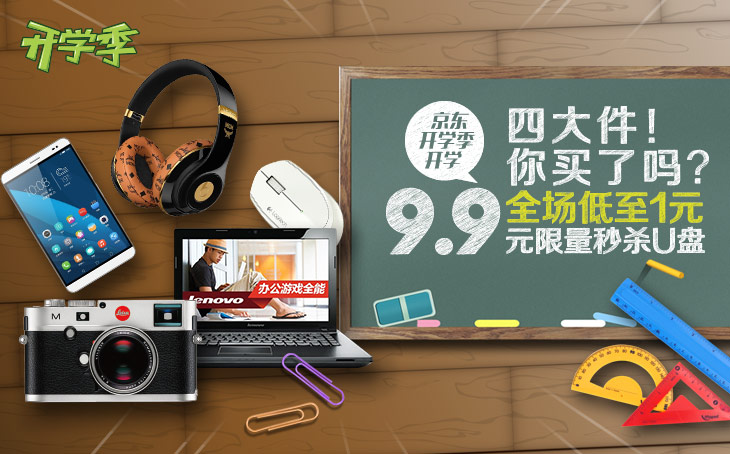 开学季
京东
开学季
开学
四大件！
你买了吗？
全场低至1元
9.9
元限量秒杀U盘
lenovo
办公游戏全能
Leica
M